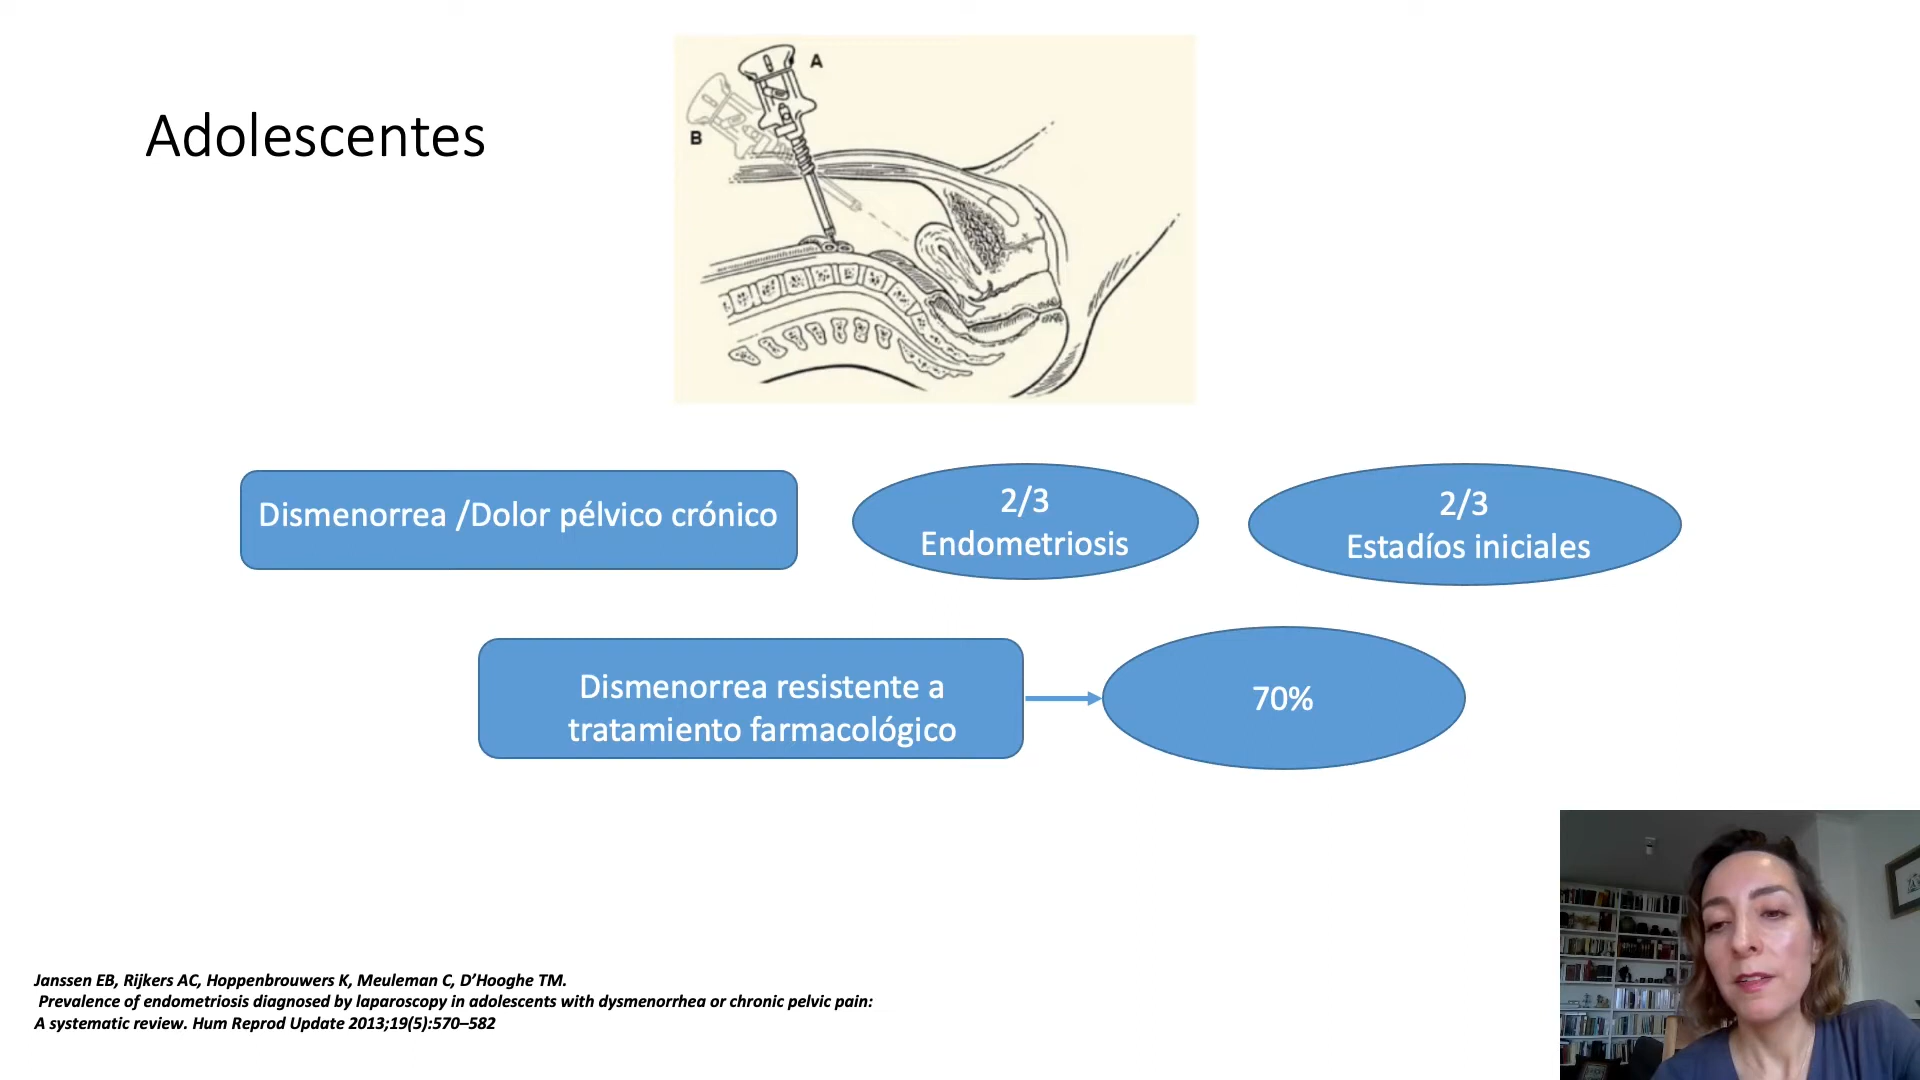 A
B
Adolescentes
Dismenorrea /Dolor pélvico crónico
2/3
Endometriosis
2/3
Estadíos iniciales
Dismenorrea resistente a
tratamiento farmacológico
70%
Janssen EB, Rijkers AC, Hoppenbrouwers K, Meuleman C, D’Hooghe TM.
Prevalence of endometriosis diagnosed by laparoscopy in adolescents with dysmenorrhea or chronic pelvic pain:
A systematic review. Hum Reprod Update 2013;19(5):570–582